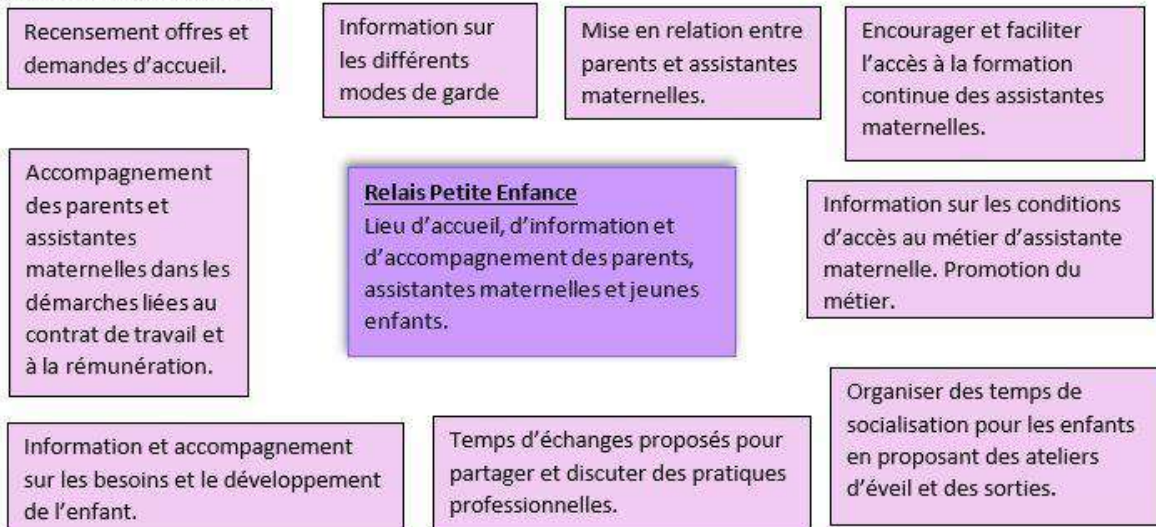 Recensement offres et
demandes d'accueil.
Information sur
les différents
modes de garde
Mise en relation entre
parents et assistantes
maternelles.
Encourager et faciliter
l'accès à la formation
continue des assistantes
maternelles.
Accompagnement
des parents et
assistantes
maternelles dans les
démarches liées au
contrat de travail et
à la rémunération.
Relais Petite Enfance
Lieu d'accueil, d'information et
d'accompagnement des parents,
assistantes maternelles et jeunes
enfants.
Information sur les conditions
d'accès au métier d'assistante
maternelle. Promotion du
métier.
Information et accompagnement
sur les besoins et le développement
de l'enfant.
Temps d'échanges proposés pour
partager et discuter des pratiques
professionnelles.
Organiser des temps de
socialisation pour les enfants
en proposant des ateliers
d'éveil et des sorties.